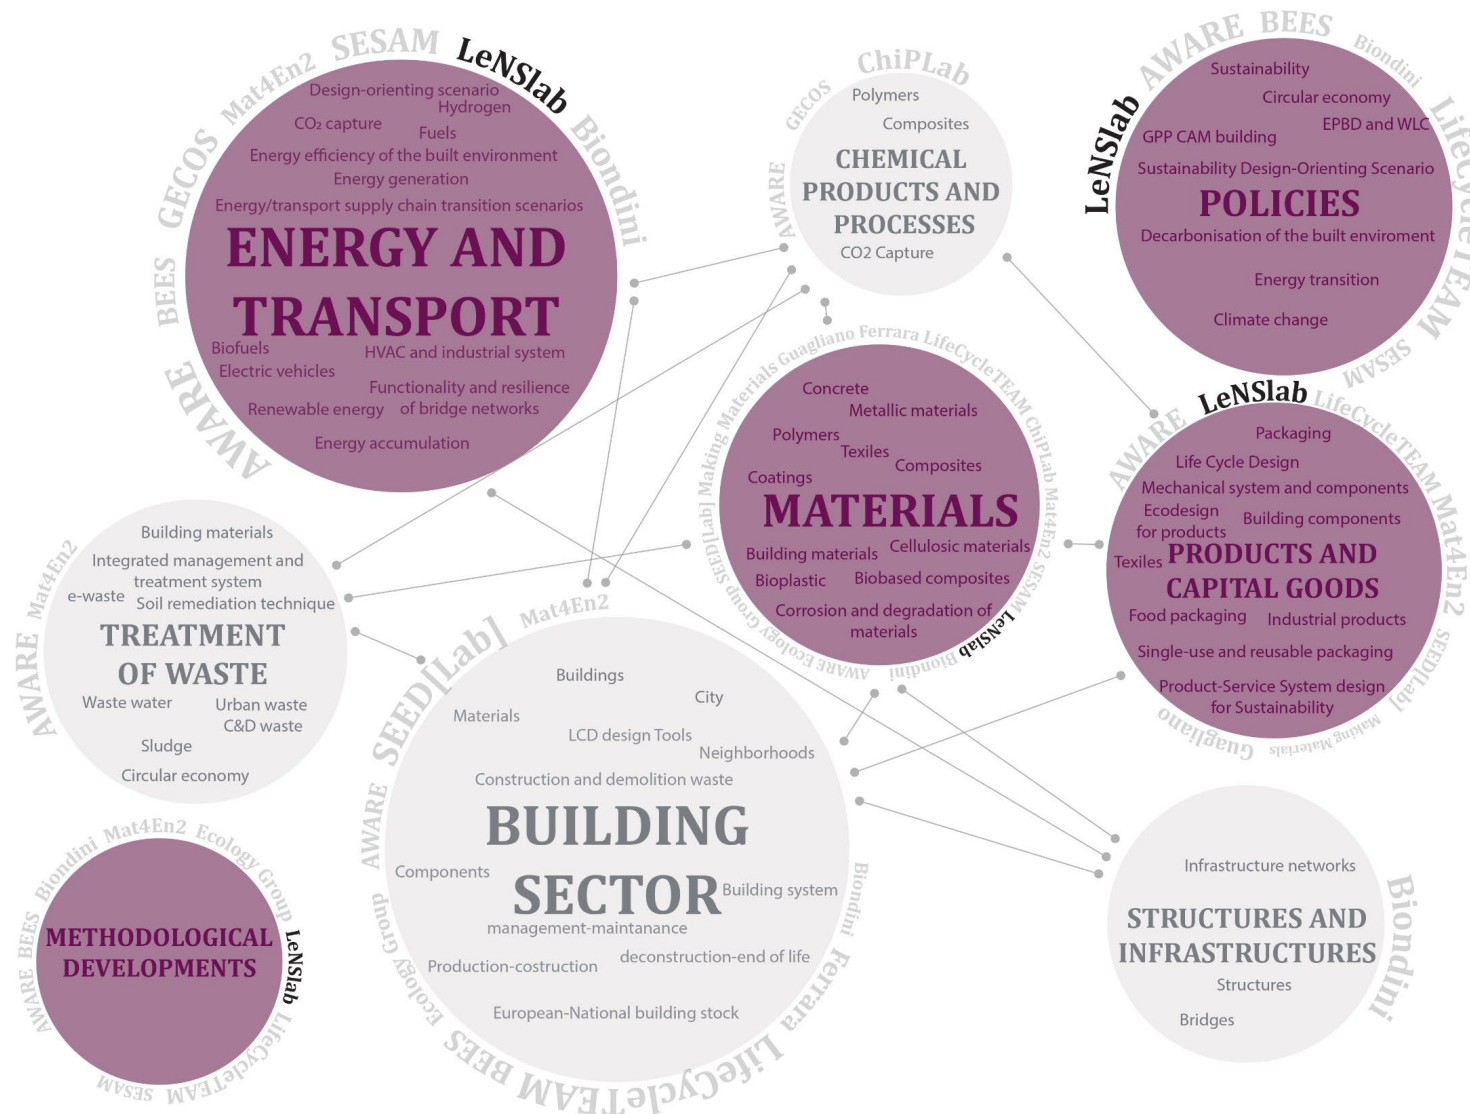 AWARE BEES GECOS Mat4En2 SESAM LeNSlab Biondini
Design-orienting scenario
Hydrogen
CO₂ capture
Fuels
Energy efficiency of the built environment
Energy generation
Energy/transport supply chain transition scenarios
ENERGY AND
TRANSPORT
Biofuels
HVAC and industrial system
Electric vehicles
Functionality and resilience
of bridge networks
Renewable energy
Energy accumulation
AWARE GECOS ChiPLab
Polymers
Composites
CHEMICAL
PRODUCTS AND
PROCESSES
CO2 Capture
LeNSlab AWARE BEES Biondini LifeCycleTEAM SESAM
Sustainability
Circular economy
EPBD and WLC
GPP CAM building
Sustainability Design-Orienting Scenario
POLICIES
Decarbonisation of the built enviroment
Energy transition
Climate change
AWARE Ecology Group SEED[Lab] Making Materials Guagliano Ferrara LifeCycleTEAM ChiPLab Mat4En2 SESAM LeNSlab Biondini
Concrete
Metallic materials
Polymers
Texiles
Composites
Coatings
MATERIALS
Building materials
Cellulosic materials
Bioplastic
Biobased composites
Corrosion and degradation of
materials
AWARE LeNSlab LifeCycleTEAM Mat4En2 SEED[Lab] Making Materials Guagliano
Packaging
Life Cycle Design
Mechanical system and components
Ecodesign
for products
Building components
Texiles
PRODUCTS AND
CAPITAL GOODS
Food packaging
Industrial products
Single-use and reusable packaging
Product-Service System design
for Sustainability
AWARE Mat4En2
Building materials
Integrated management and
treatment system
e-waste
Soil remediation technique
TREATMENT
OF WASTE
Waste water
Urban waste
C&D waste
Sludge
Circular economy
AWARE SEED[Lab] Mat4En2
Buildings
City
Materials
LCD design Tools
Neighborhoods
Construction and demolition waste
BUILDING
SECTOR
Components
Building system
management-maintanance
Production-costruction
deconstruction-end of life
European-National building stock
Ecology Group BEES LifeCycleTEAM Ferrara Biondini
AWARE BEES Biondini Mat4En2 Ecology Group LeNSlab LifeCycleTEAM SESAM
METHODOLOGICAL
DEVELOPMENTS
Biondini
Infrastructure networks
STRUCTURES AND
INFRASTRUCTURES
Structures
Bridges